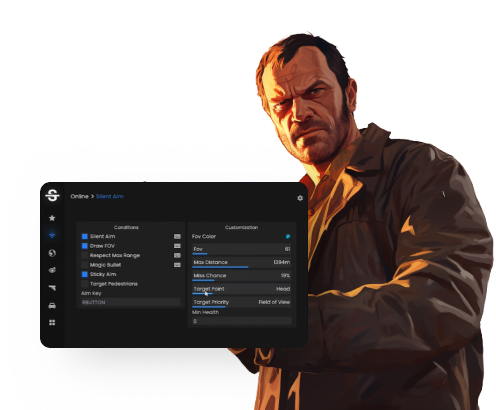 Online > Silent Aim
Conditions
Silent Aim
Draw FOV
Respect Max Range
Magic Bullet
Sticky Aim
Target Pedestrians
Aim Key
RBUTTON
Customization
Fov Color
Fov 61
Max Distance 1394m
Miss Chance 19%
Target Point Head
Target Priority Field of View
Min Health
0